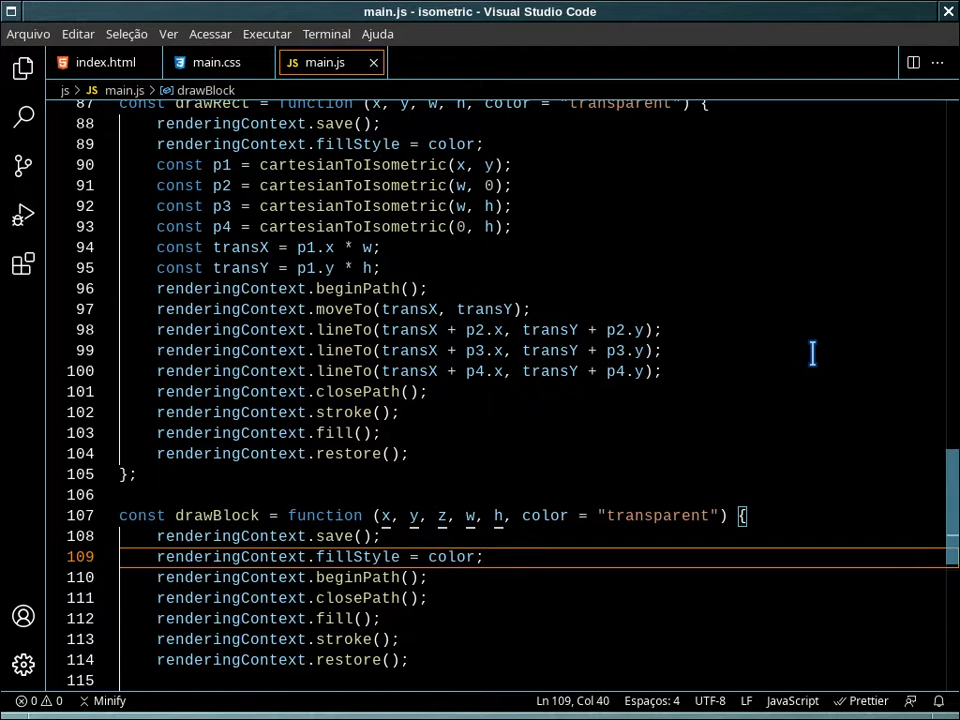 main.js - isometric - Visual Studio Code
Arquivo Editar Seleção Ver Acessar Executar Terminal Ajuda
index.html main.css JS main.js
js > JS main.js > drawBlock
87 const drawRect = function (x, y, w, h, color = "transparent") {
88 renderingContext.save();
89 renderingContext.fillStyle = color;
90 const p1 = cartesianToIsometric(x, y);
91 const p2 = cartesianToIsometric(w, 0);
92 const p3 = cartesianToIsometric(w, h);
93 const p4 = cartesianToIsometric(0, h);
94 const transX = p1.x * w;
95 const transY = p1.y * h;
96 renderingContext.beginPath();
97 renderingContext.moveTo(transX, transY);
98 renderingContext.lineTo(transX + p2.x, transY + p2.y);
99 renderingContext.lineTo(transX + p3.x, transY + p3.y);
100 renderingContext.lineTo(transX + p4.x, transY + p4.y);
101 renderingContext.closePath();
102 renderingContext.stroke();
103 renderingContext.fill();
104 renderingContext.restore();
105 };
106
107 const drawBlock = function (x, y, z, w, h, color = "transparent") {
108 renderingContext.save();
109 renderingContext.fillStyle = color;
110 renderingContext.beginPath();
111 renderingContext.closePath();
112 renderingContext.fill();
113 renderingContext.stroke();
114 renderingContext.restore();
115
0 0 Minify Ln 109, Col 40 Espaços: 4 UTF-8 LF JavaScript Prettier